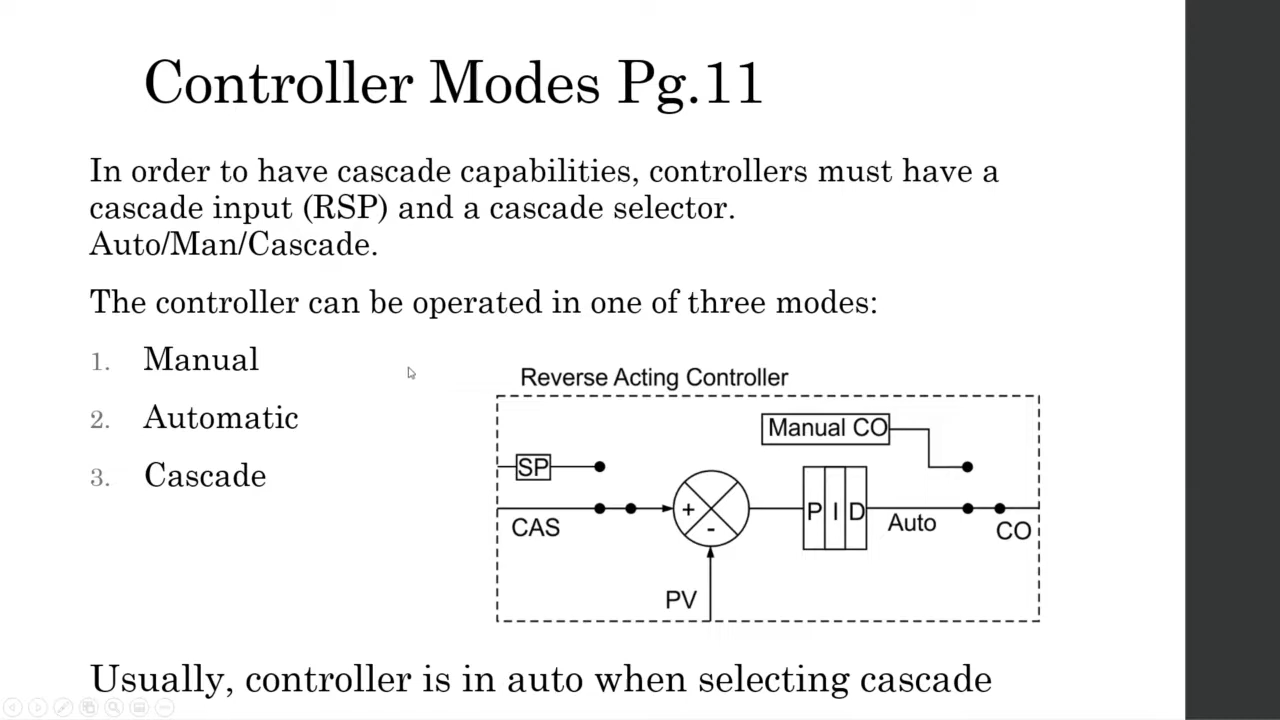 Controller Modes Pg.11
In order to have cascade capabilities, controllers must have a
cascade input (RSP) and a cascade selector.
Auto/Man/Cascade.
The controller can be operated in one of three modes:
1. Manual
2. Automatic
3. Cascade
Reverse Acting Controller
Manual CO
SP
+
-
P I D
CAS
Auto
CO
PV
Usually, controller is in auto when selecting cascade